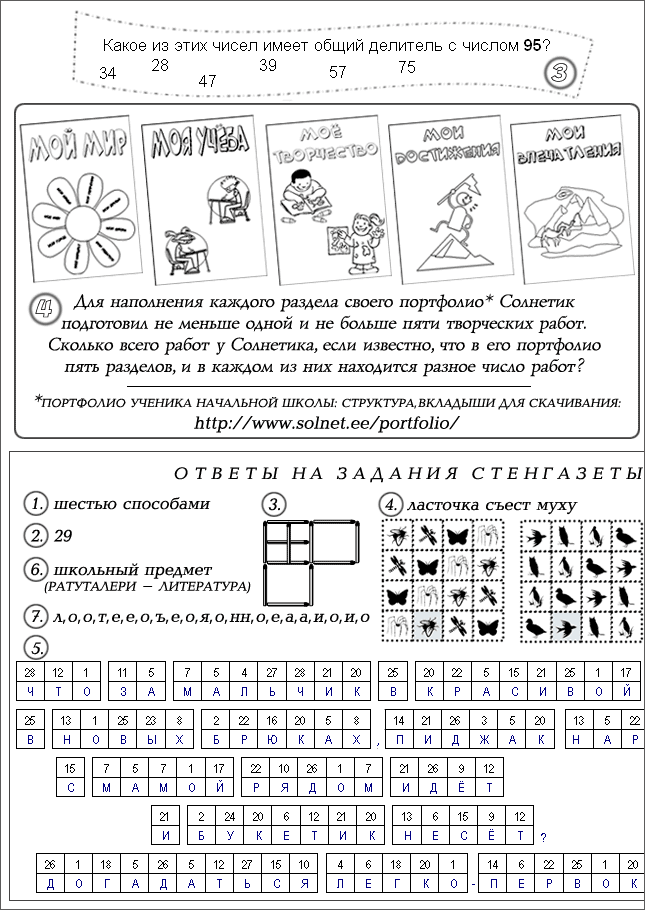 Какое из этих чисел имеет общий делитель с числом 95?
34 28 47 39 57 75
3
МОЙ МИР МОЯ УЧЁБА МОЁ ТВОРЧЕСТВО МОИ ДОСТИЖЕНИЯ МОИ ВПЕЧАТЛЕНИЯ
4 Для наполнения каждого раздела своего портфолио* Солнетик
подготовил не меньше одной и не больше пяти творческих работ.
Сколько всего работ у Солнетика, если известно, что в его портфолио
пять разделов, и в каждом из них находится разное число работ?
*ПОРТФОЛИО УЧЕНИКА НАЧАЛЬНОЙ ШКОЛЫ: СТРУКТУРА,ВКЛАДЫШИ ДЛЯ СКАЧИВАНИЯ:
http://www.solnet.ee/portfolio/
ОТВЕТЫ НА ЗАДАНИЯ СТЕНГАЗЕТЫ
1. шестью способами
2. 29
6. школьный предмет
(РАТУТАЛЕРИ – ЛИТЕРАТУРА)
3.
4. ласточка съест муху
7. л,о,о,т,е,е,о,ъ,е,о,я,о,нн,о,е,а,а,и,о,и,о
5.
28 12 1 11 5 7 5 4 27 28 21 20 25 20 22 5 15 21 25 1 17
Ч Т О З А М А Л Ь Ч И К В К Р А С И В О Й
25 13 1 25 23 8 2 22 16 20 5 8 14 21 26 3 5 20 13 5 22
В Н О В Ы Х Б Р Ю К А Х , П И Д Ж А К Н А Р
15 7 5 7 1 17 22 10 26 1 7 21 26 9 12
С М А М О Й Р Я Д О М И Д Ё Т
21 2 24 20 6 12 21 20 13 6 15 9 12
И Б У К Е Т И К Н Е С Ё Т ?
26 1 18 5 26 5 12 27 15 10 4 6 18 20 1 14 6 22 25 1 20
Д О Г А Д А Т Ь С Я Л Е Г К О - П Е Р В О К